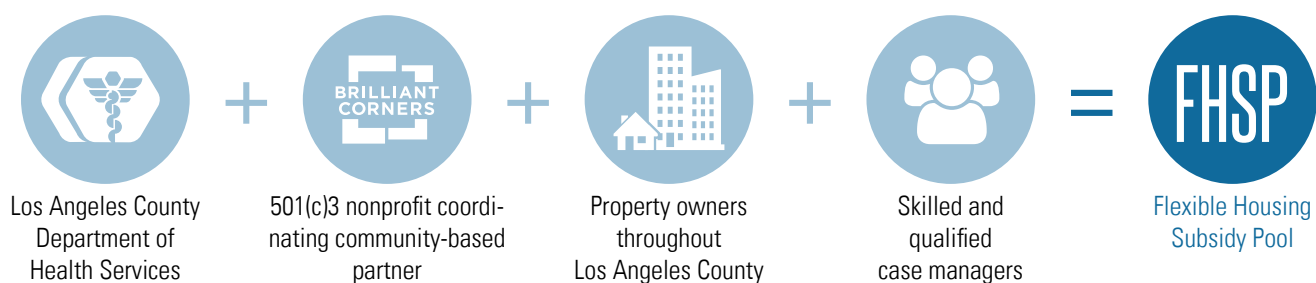 BRILLIANT
CORNERS
+
+
+
=
FHSP
Los Angeles County
Department of
Health Services
501(c)3 nonprofit coordi-
nating community-based
partner
Property owners
throughout
Los Angeles County
Skilled and
qualified
case managers
Flexible Housing
Subsidy Pool